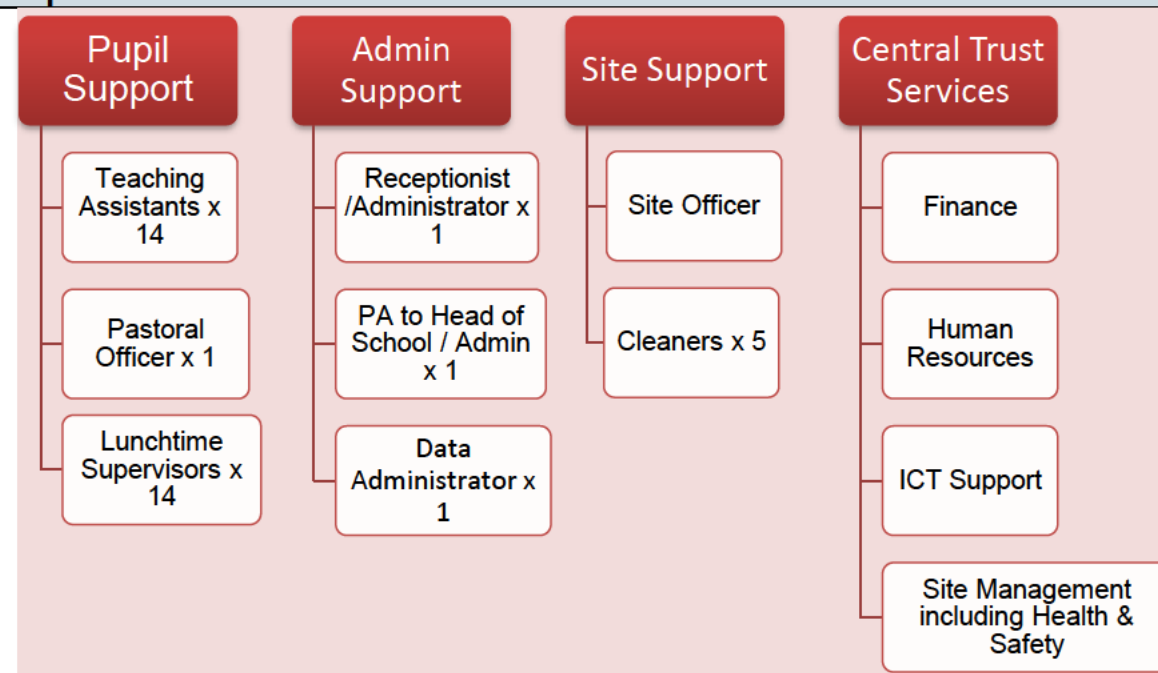 Pupil
Support
Teaching
Assistants x
14
Pastoral
Officer x 1
Lunchtime
Supervisors x
14
Admin
Support
Receptionist
/Administrator x
1
PA to Head of
School / Admin
x 1
Data
Administrator x
1
Site Support
Site Officer
Cleaners x 5
Central Trust
Services
Finance
Human
Resources
ICT Support
Site Management
including Health &
Safety